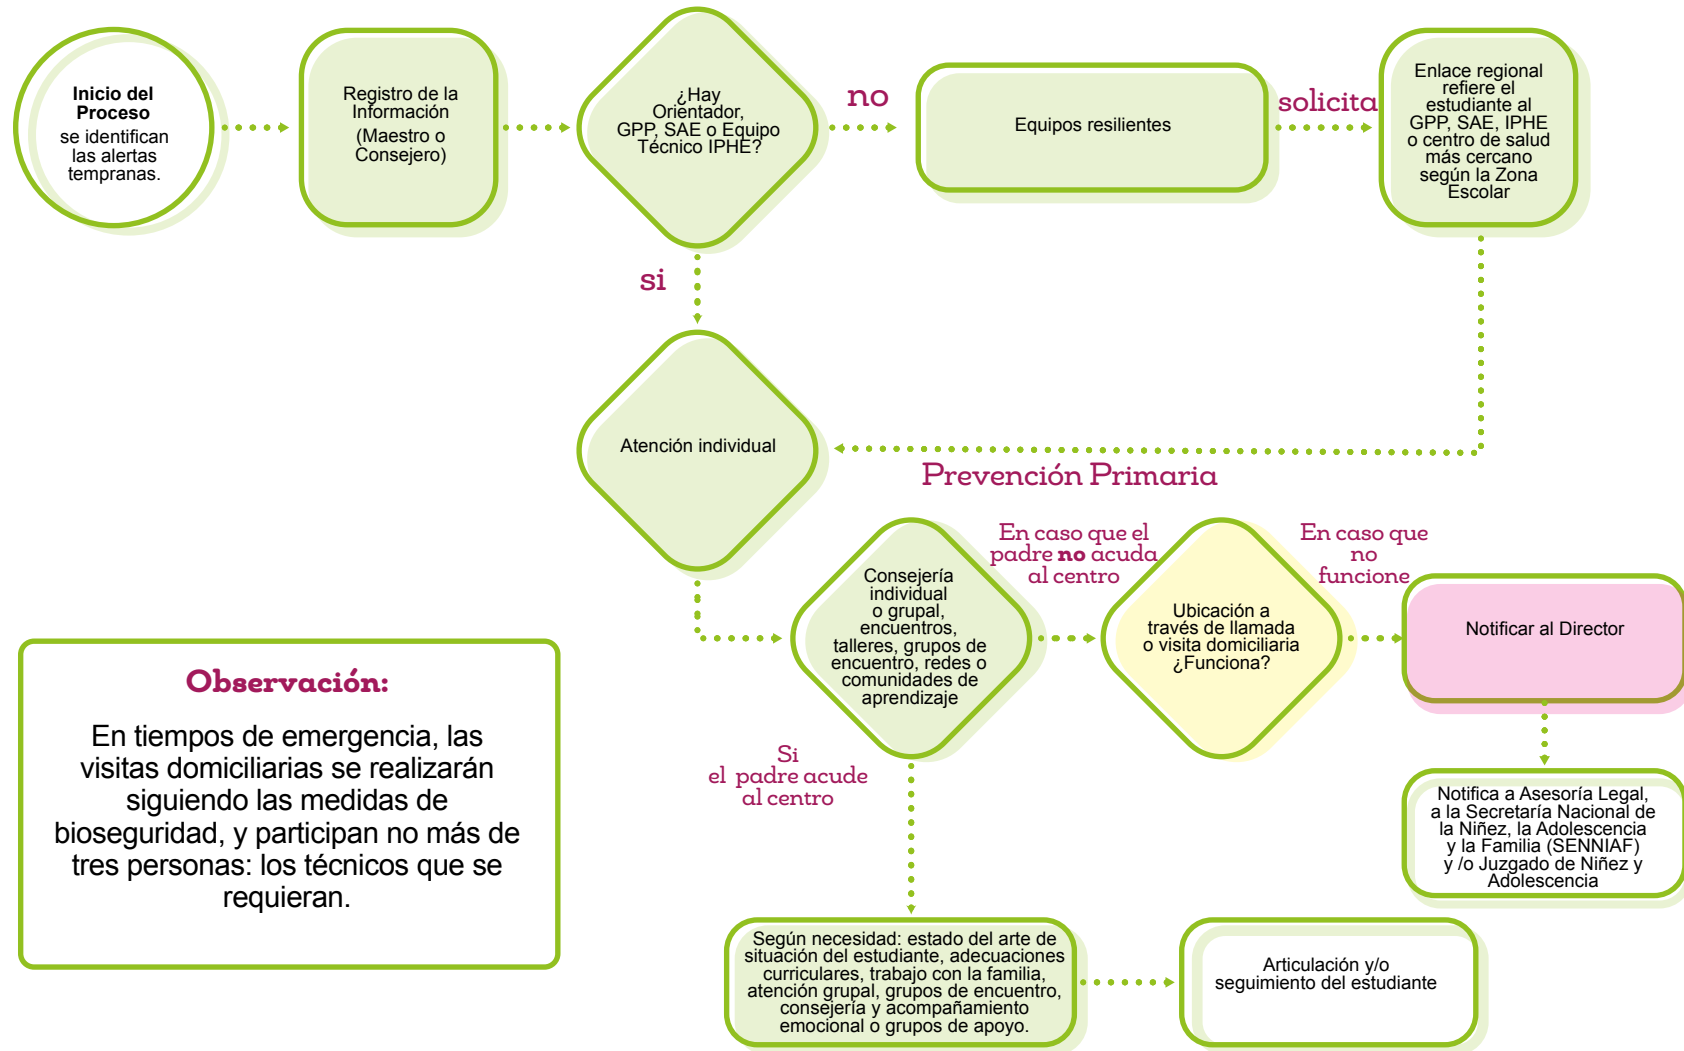 Inicio del
Proceso
se identifican
las alertas
tempranas.
Registro de la
Información
(Maestro o
Consejero)
¿Hay
Orientador,
GPP, SAE o Equipo
Técnico IPHE?
no
Equipos resilientes
solicita
Enlace regional
refiere el
estudiante al
GPP, SAE, IPHE
o centro de salud
más cercano
según la Zona
Escolar
si
Atención individual
Prevención Primaria
Consejería
individual
o grupal,
encuentros,
talleres, grupos de
encuentro, redes o
comunidades de
aprendizaje
En caso que el
padre no acuda
al centro
Ubicación a
través de llamada
o visita domiciliaria
¿Funciona?
En caso que
no
funcione
Notificar al Director
Notifica a Asesoría Legal,
a la Secretaría Nacional de
la Niñez, la Adolescencia
y la Familia (SENNIAF)
y /o Juzgado de Niñez y
Adolescencia
Si
el padre acude
al centro
Según necesidad: estado del arte de
situación del estudiante, adecuaciones
curriculares, trabajo con la familia,
atención grupal, grupos de encuentro,
consejería y acompañamiento
emocional o grupos de apoyo.
Articulación y/o
seguimiento del estudiante
Observación:
En tiempos de emergencia, las
visitas domiciliarias se realizarán
siguiendo las medidas de
bioseguridad, y participan no más de
tres personas: los técnicos que se
requieran.